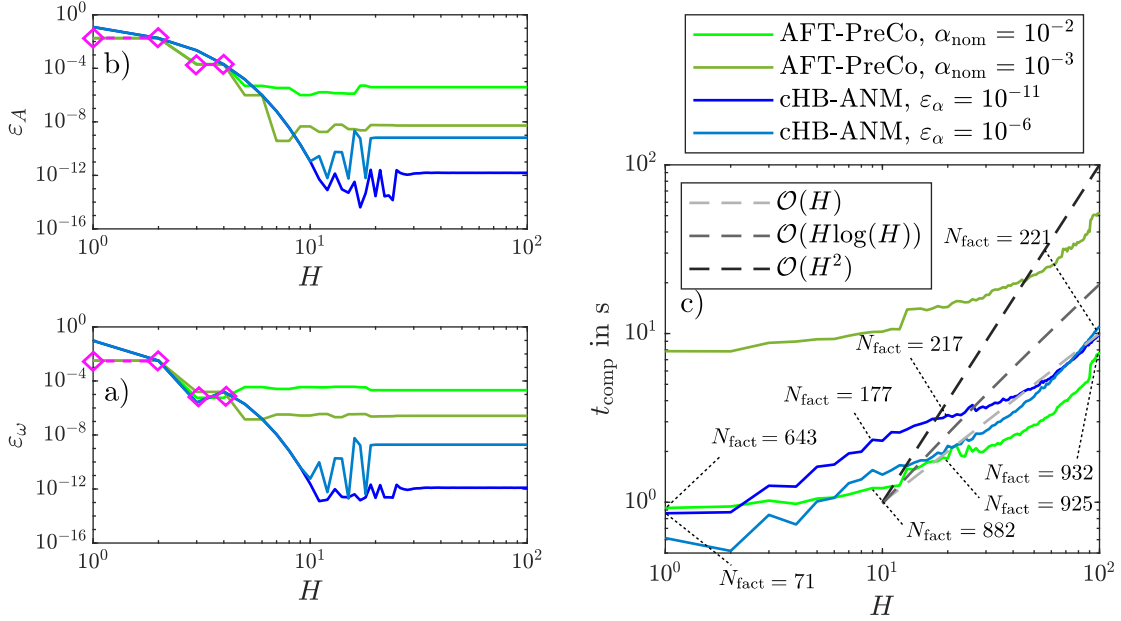 10^0
10^-4
10^-8
10^-12
10^-16
ε_A
b)
10^0
10^1
10^2
H
10^0
10^-4
10^-8
10^-12
10^-16
ε_ω
a)
10^0
10^1
10^2
H
AFT-PreCo, α_nom = 10^-2
AFT-PreCo, α_nom = 10^-3
cHB-ANM, ε_α = 10^-11
cHB-ANM, ε_α = 10^-6
10^2
10^1
10^0
t_comp in s
O(H)
O(Hlog(H))
O(H^2)
c)
N_fact = 221
N_fact = 217
N_fact = 177
N_fact = 643
N_fact = 932
N_fact = 925
N_fact = 882
N_fact = 71
10^0
10^1
10^2
H